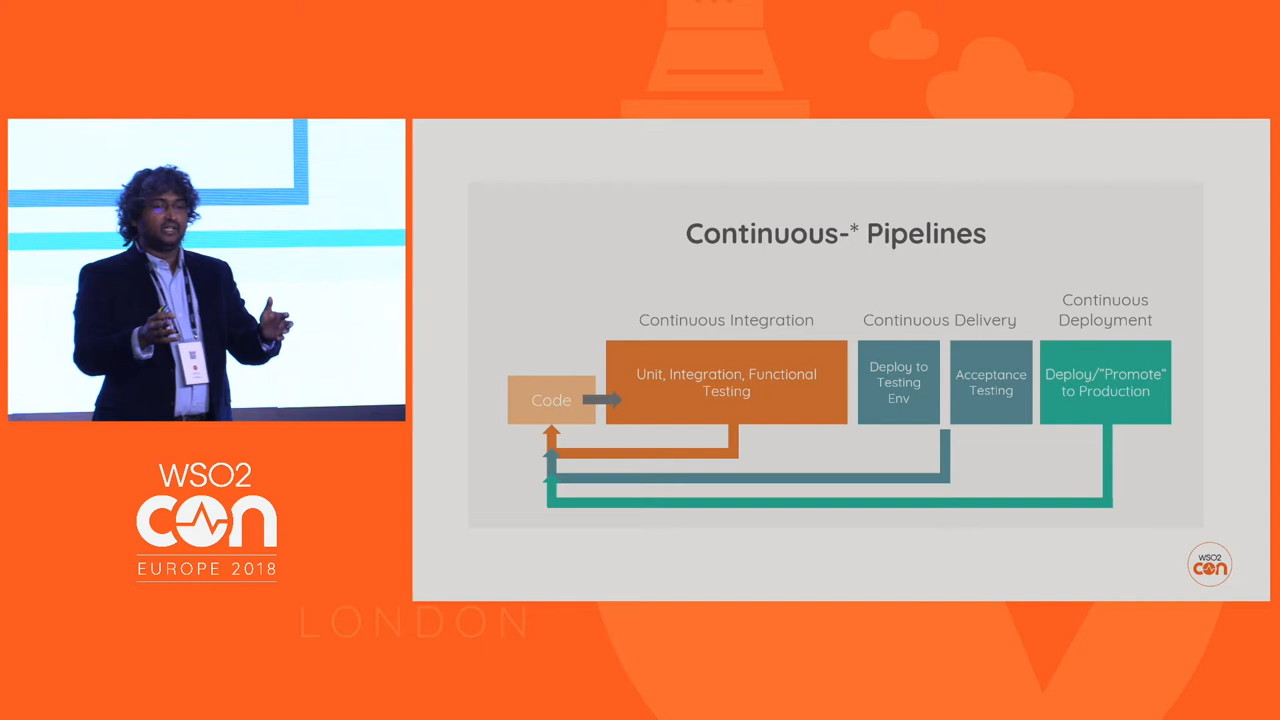 Continuous-* Pipelines
Continuous Integration
Continuous Delivery
Continuous
Deployment
Code
Unit, Integration, Functional
Testing
Deploy to
Testing
Env
Acceptance
Testing
Deploy/"Promote"
to Production
WSO2
con
WSO2
con
EUROPE 2018
LONDON